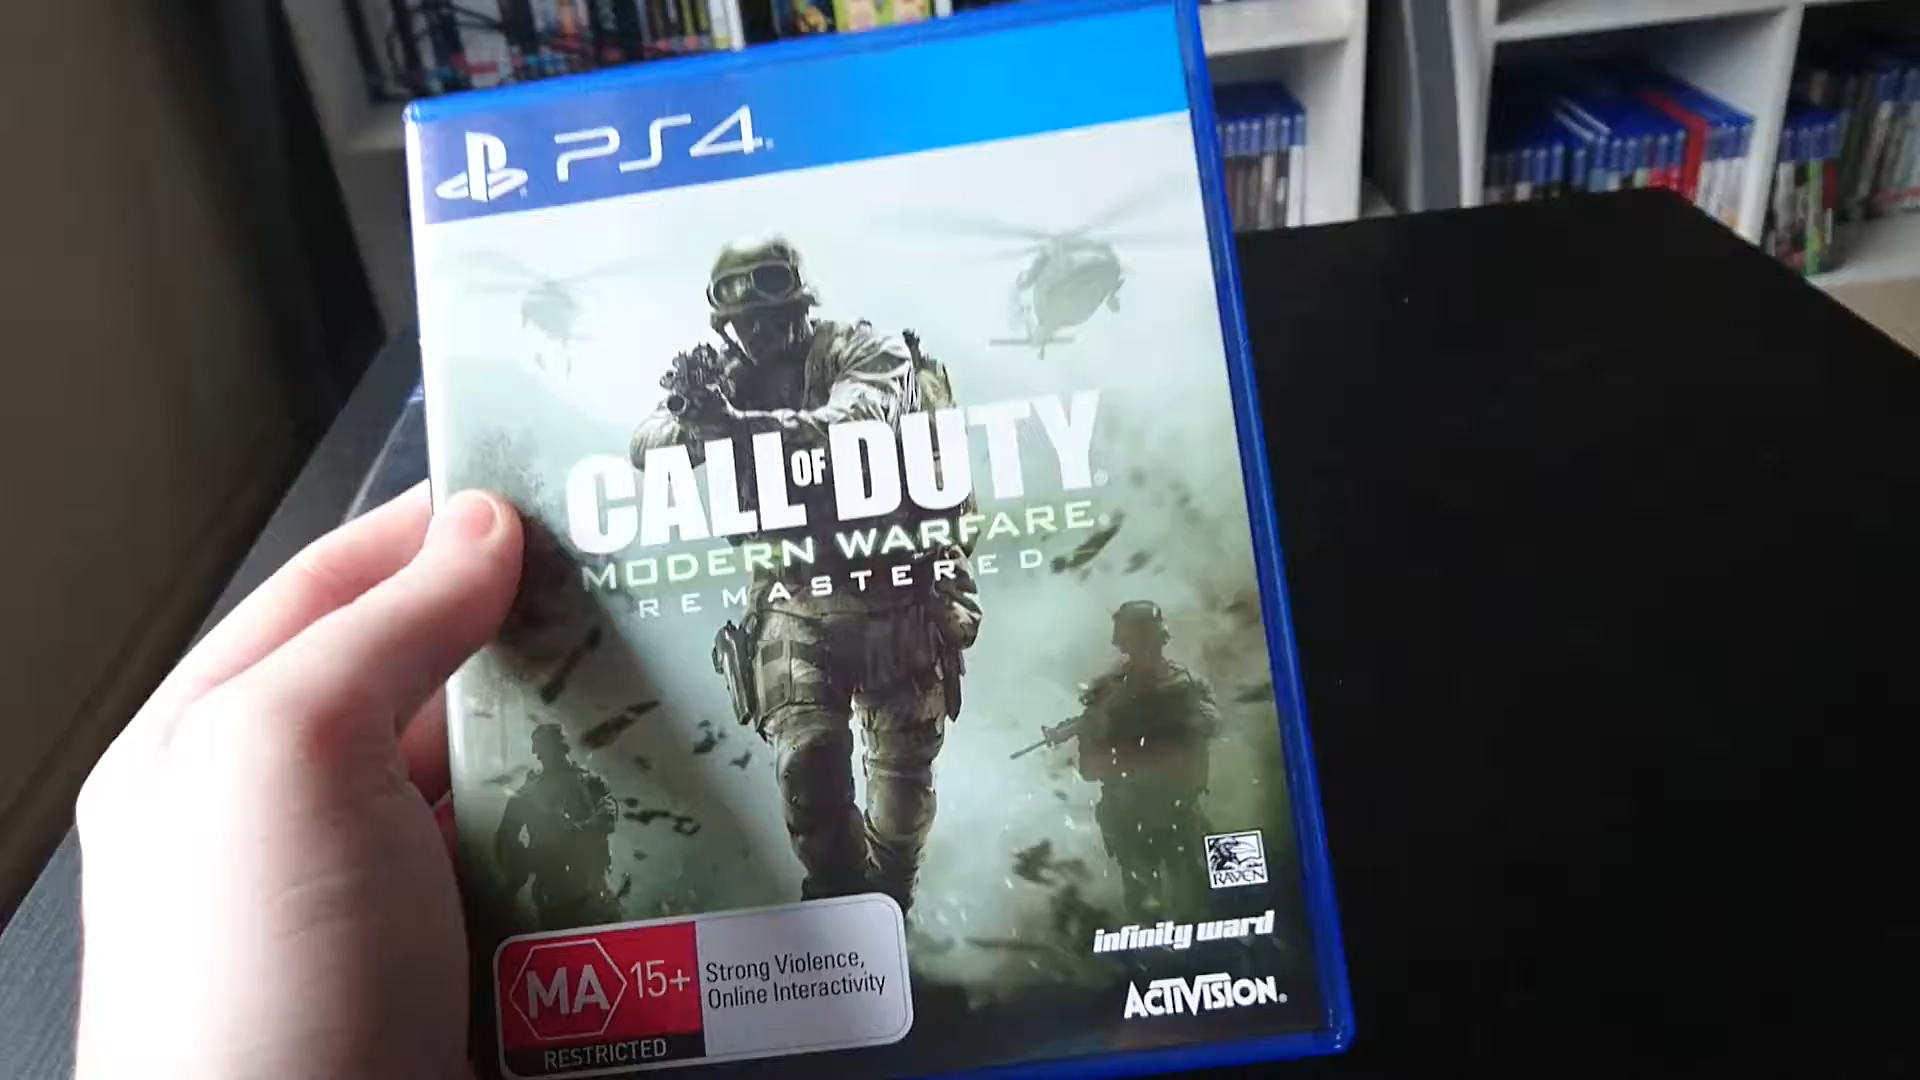 PS4
CALL OF DUTY
MODERN WARFARE
REMASTERED
RAVEN
infinity ward
ACTIVISION
MA 15+
RESTRICTED
Strong Violence,
Online Interactivity